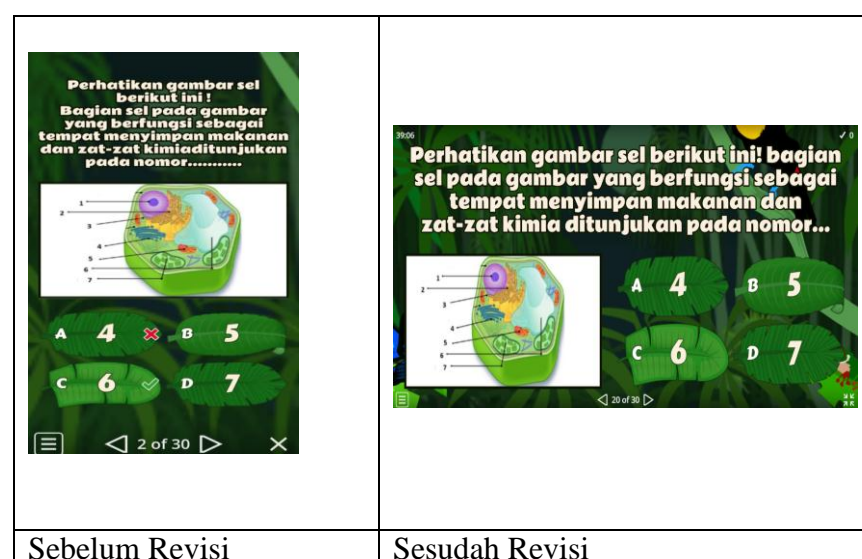 Perhatikan gambar sel
berikut ini !
Bagian sel pada gambar
yang berfungsi sebagai
tempat menyimpan makanan
dan zat-zat kimiaditunjukan
pada nomor...........
1
2
3
4
5
6
7
A 4 B 5
C 6 D 7
2 of 30
39:06
0
Perhatikan gambar sel berikut ini! bagian
sel pada gambar yang berfungsi sebagai
tempat menyimpan makanan dan
zat-zat kimia ditunjukan pada nomor...
1
2
3
4
5
6
7
A 4 B 5
C 6 D 7
20 of 30
Sebelum Revisi
Sesudah Revisi